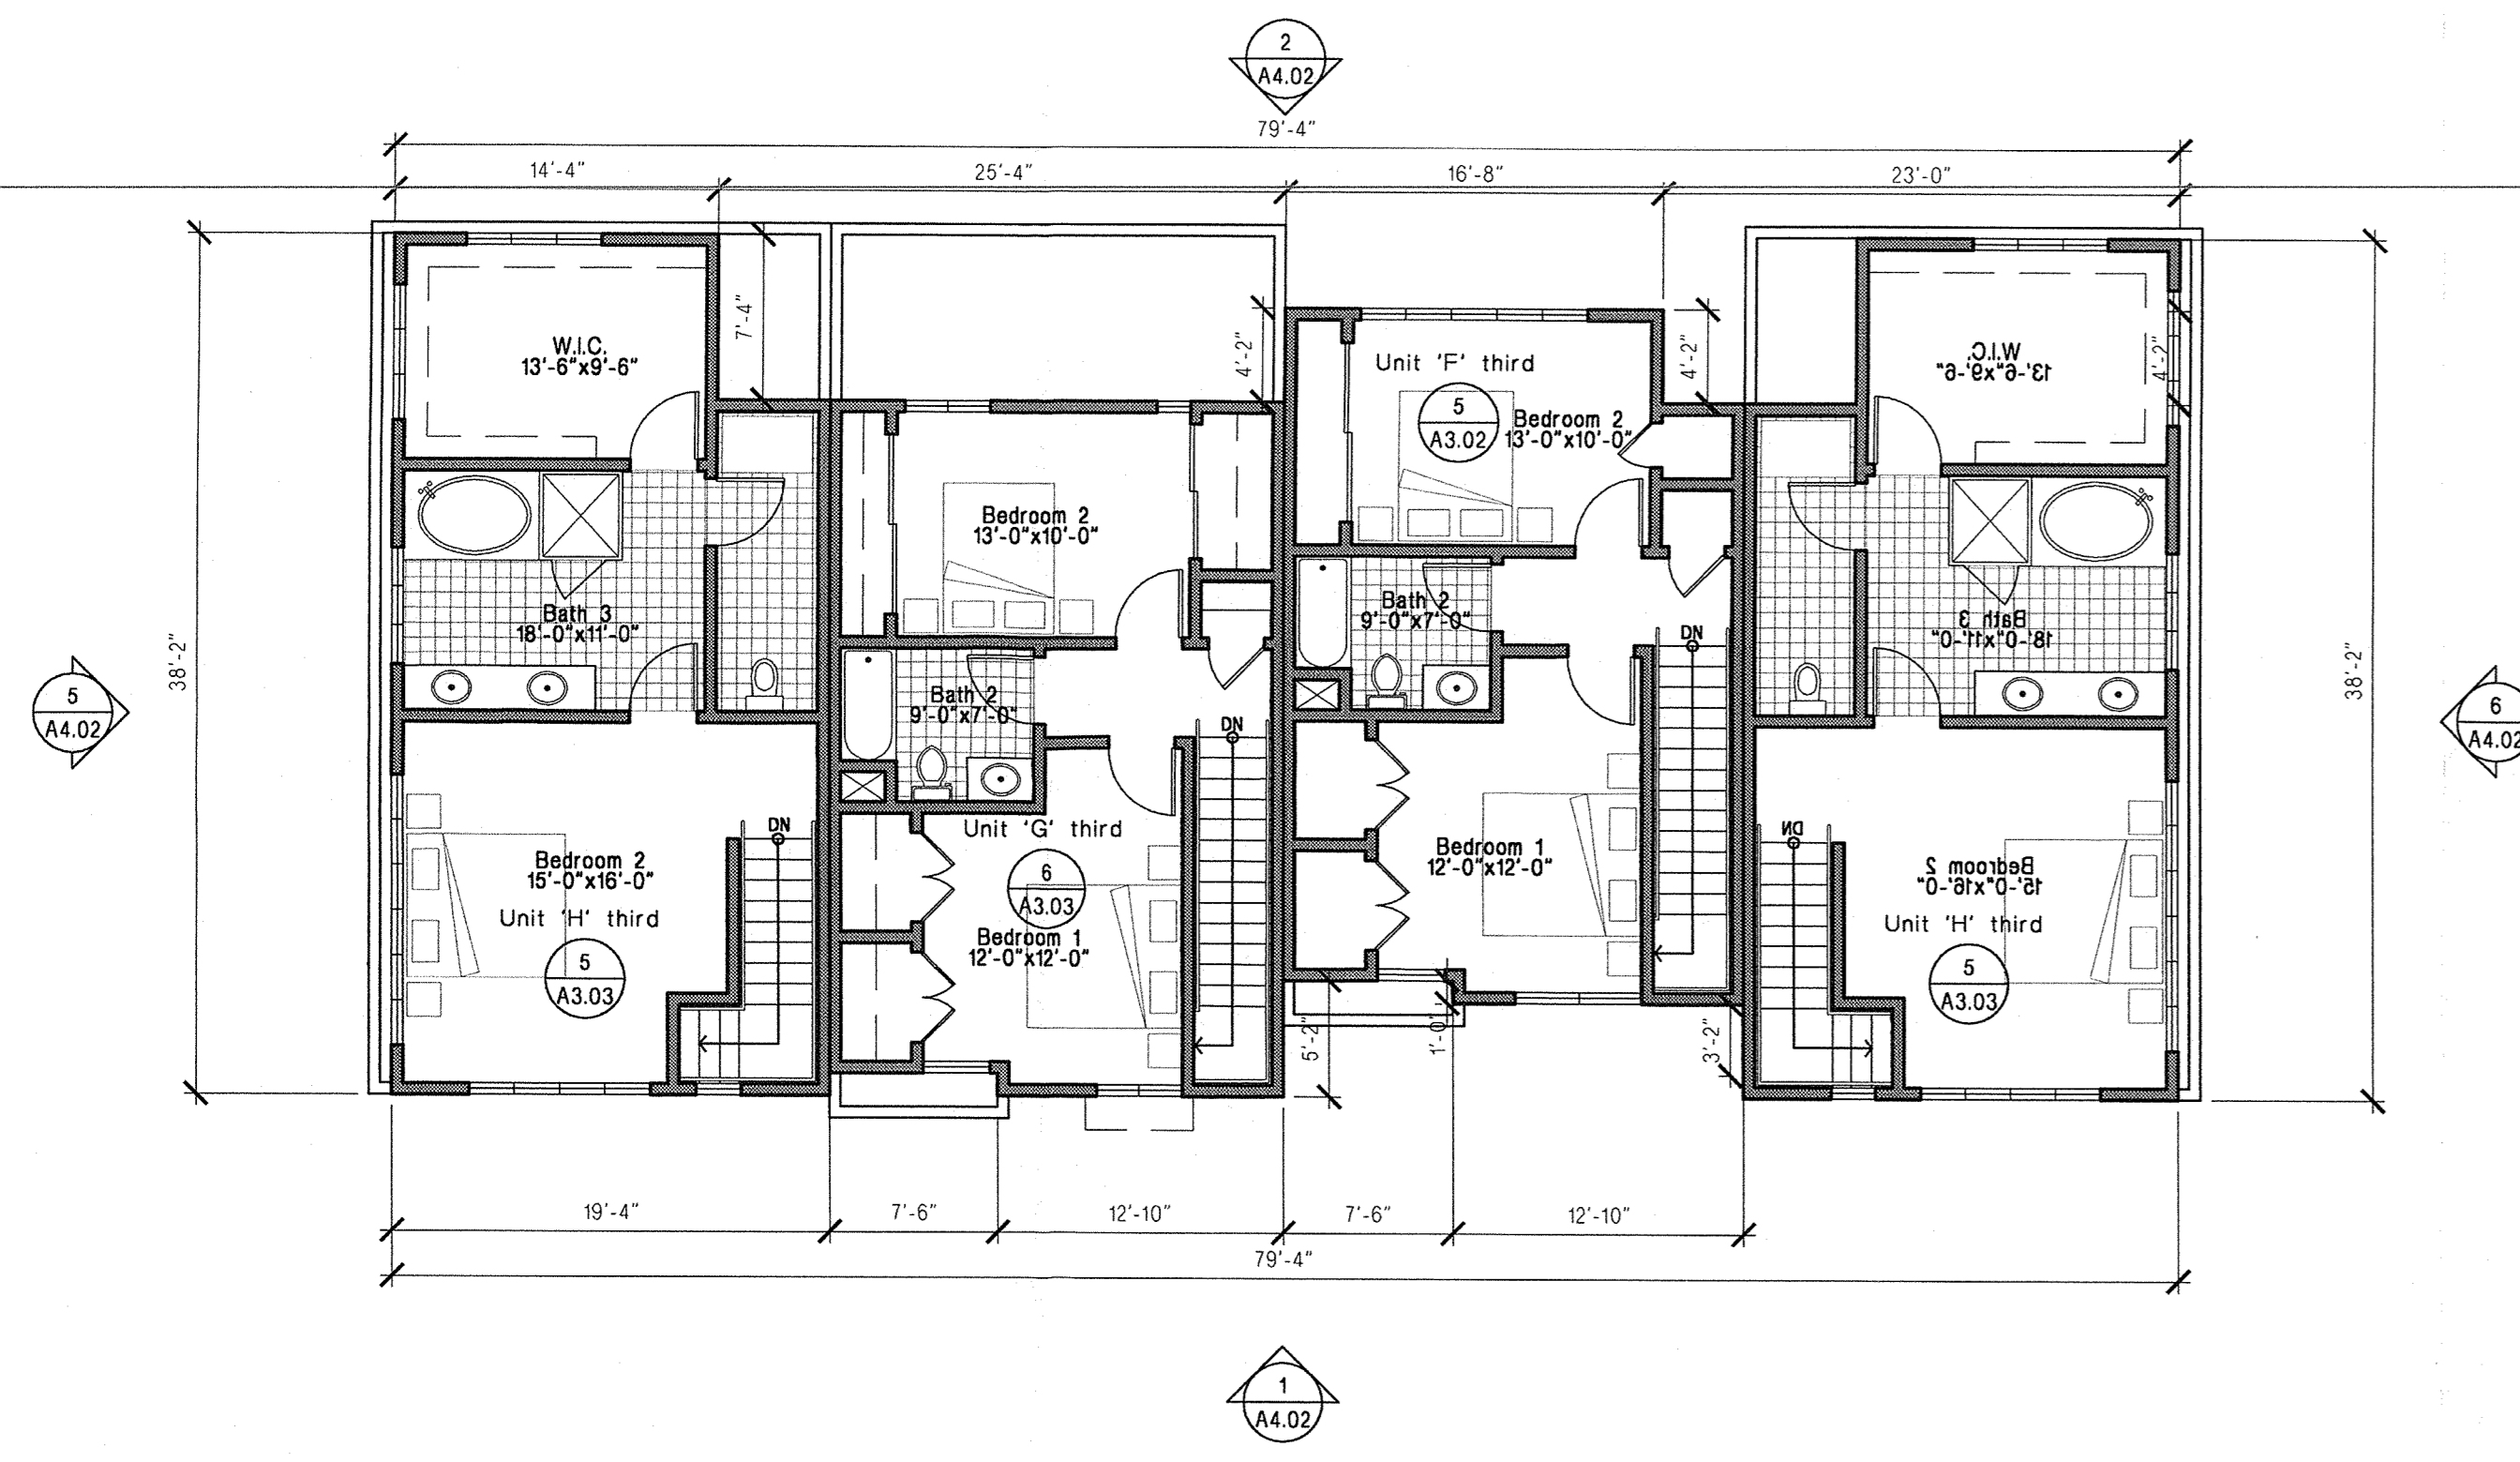 2
A4.02
79'-4"
14'-4"
25'-4"
16'-8"
23'-0"
7'-4"
4'-2"
4'-2"
4'-2"
38'-2"
38'-2"
W.I.C.
13'-6"x9'-6"
Unit 'F' third
5
A3.02
Bedroom 2
13'-0"x10'-0"
W.I.C.
13'-6"x9'-6"
Bedroom 2
13'-0"x10'-0"
Bath 3
18'-0"x11'-0"
Bath 2
9'-0"x7'-0"
Bath 3
18'-0"x11'-0"
DN
5
A4.02
Bath 2
9'-0"x7'-0"
DN
6
A4.02
DN
Unit 'G' third
6
A3.03
Bedroom 1
12'-0"x12'-0"
DN
Bedroom 2
15'-0"x16'-0"
Unit 'H' third
5
A3.03
Bedroom 1
12'-0"x12'-0"
Bedroom 2
15'-0"x16'-0"
Unit 'H' third
5
A3.03
5'-2"
1'-0"
3'-2"
19'-4"
7'-6"
12'-10"
7'-6"
12'-10"
79'-4"
1
A4.02